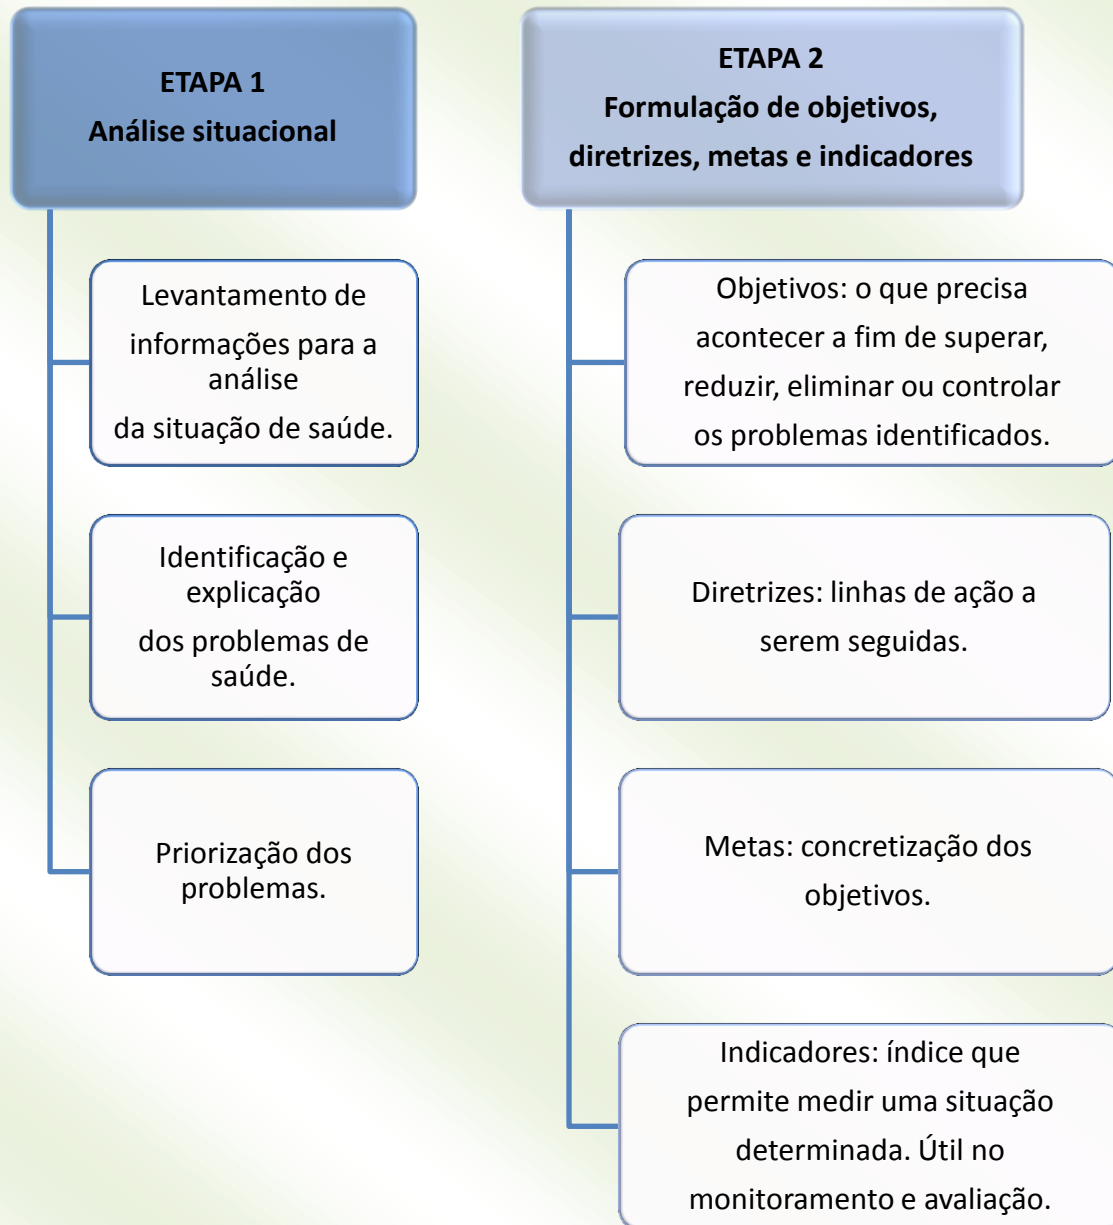 ETAPA 1
Análise situacional
Levantamento de
informações para a
análise
da situação de saúde.
Identificação e
explicação
dos problemas de
saúde.
Priorização dos
problemas.
ETAPA 2
Formulação de objetivos,
diretrizes, metas e indicadores
Objetivos: o que precisa
acontecer a fim de superar,
reduzir, eliminar ou controlar
os problemas identificados.
Diretrizes: linhas de ação a
serem seguidas.
Metas: concretização dos
objetivos.
Indicadores: índice que
permite medir uma situação
determinada. Útil no
monitoramento e avaliação.